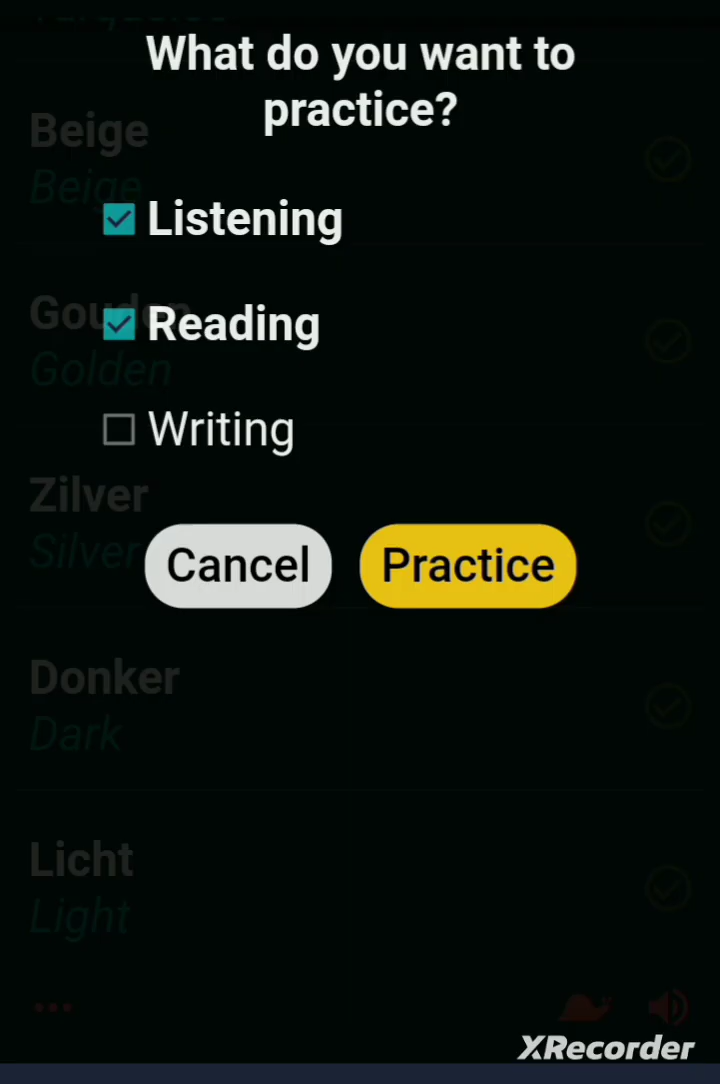 What do you want to
practice?
Beige
Beige
Listening
Gouden
Reading
Golden
Writing
Zilver
Silver
Cancel Practice
Donker
Dark
Licht
Light
XRecorder